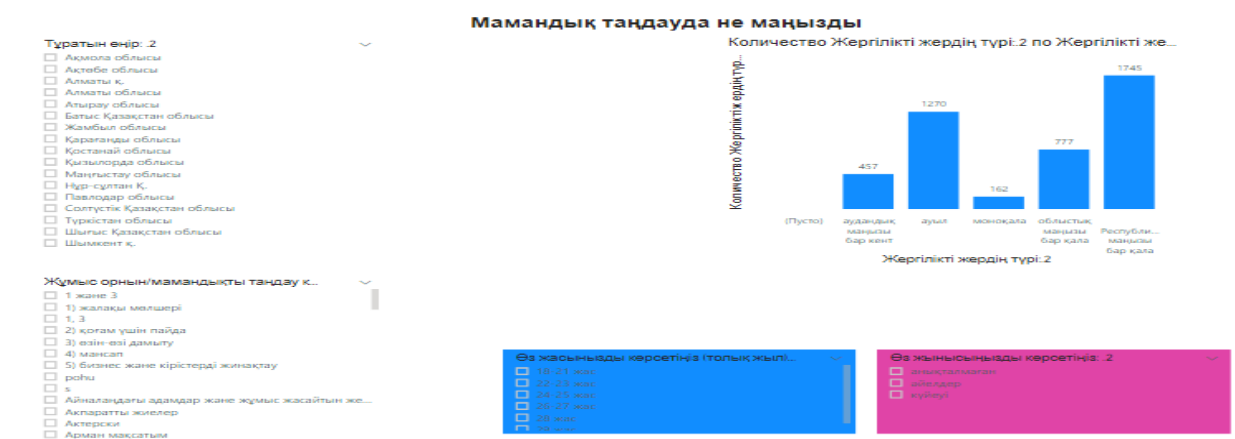 Мамандық таңдауда не маңызды
Тұратын өңір: .2
Ақмола облысы
Ақтөбе облысы
Алматы қ.
Алматы облысы
Атырау облысы
Батыс Қазақстан облысы
Жамбыл облысы
Қарағанды облысы
Қостанай облысы
Қызылорда облысы
Маңғыстау облысы
Нұр-сұлтан Қ.
Павлодар облысы
Солтүстік Қазақстан облысы
Түркістан облысы
Шығыс Қазақстан облысы
Шымкент қ.
Количество Жергілікті жердің түрі:.2 по Жергілікті же...
Количество Жергілікті жердің түр...
1745
1270
777
457
162
(Пусто)
аудандық маңызы бар кент
ауыл
моноқала
облыстық маңызы бар қала
Республи... маңызы бар қала
Жергілікті жердің түрі:.2
Жұмыс орнын/мамандықты таңдау к...
1 және 3
1) жалақы мөлшері
1, 3
2) қоғам үшін пайда
3) өзін-өзі дамыту
4) мансап
5) бизнес және кірістерді жинақтау
pohu
s
Айналаңдағы адамдар және жұмыс жасайтын же...
Ақпаратты жиелер
Актерски
Арман мақсатым
Өз жасыңызды көрсетіңіз (толық жыл)...
18-21 жас
22-23 жас
24-25 жас
26-27 жас
28 жас
29 жас
Өз жынысыңызды көрсетіңіз: .2
анықталмаған
әйелдер
күйеуі